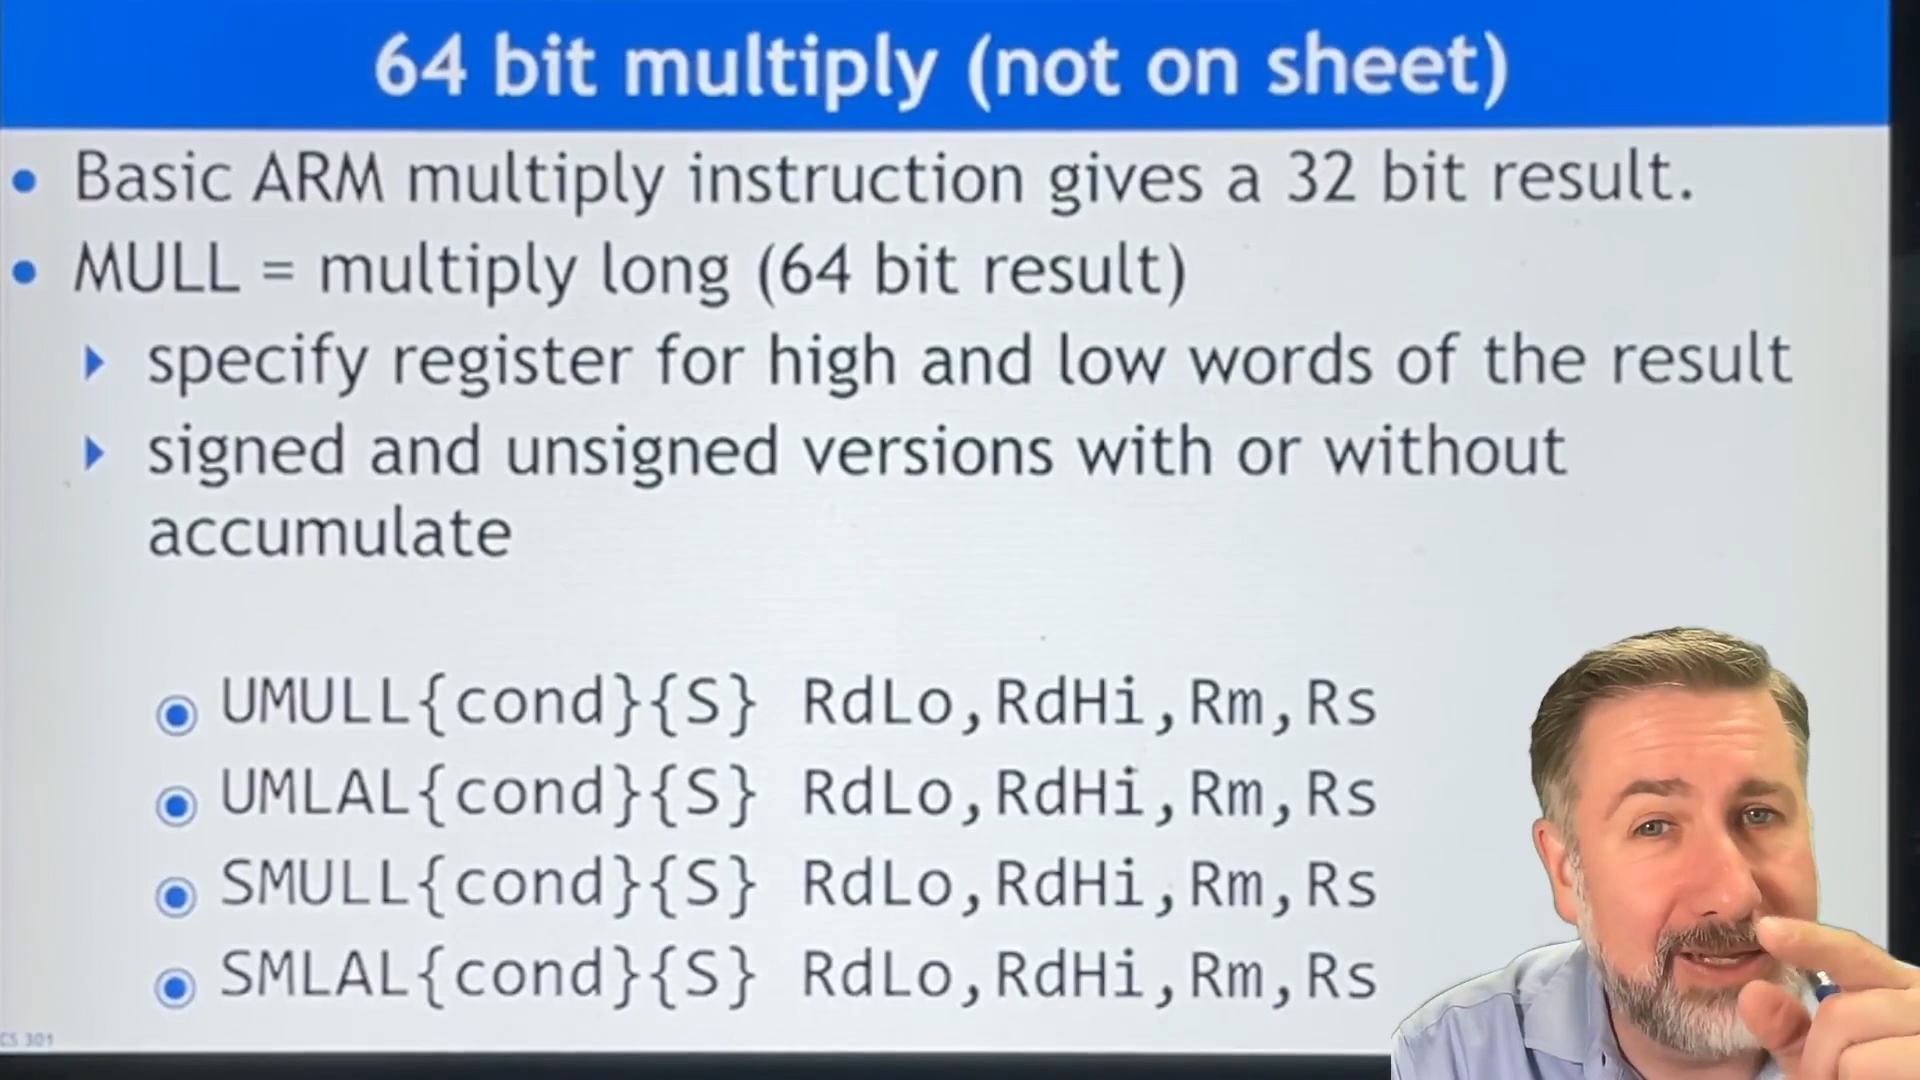 64 bit multiply (not on sheet)
• Basic ARM multiply instruction gives a 32 bit result.
• MULL = multiply long (64 bit result)
specify register for high and low words of the result
signed and unsigned versions with or without
accumulate
UMULL{cond}{S} RdLo,RdHi,Rm,Rs
UMLAL{cond}{S} RdLo,RdHi,Rm,Rs
SMULL{cond}{S} RdLo,RdHi,Rm,Rs
SMLAL{cond}{S} RdLo,RdHi,Rm,Rs
CS 301